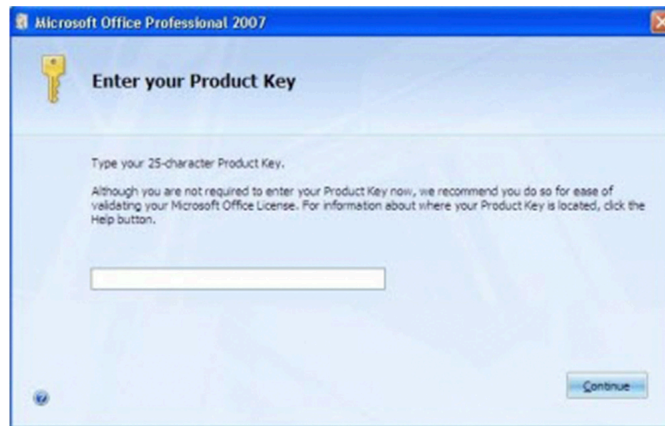 Microsoft Office Professional 2007
Enter your Product Key
Type your 25-character Product Key.
Although you are not required to enter your Product Key now, we recommend you do so for ease of
validating your Microsoft Office License. For information about where your Product Key is located, click the
Help button.
Continue